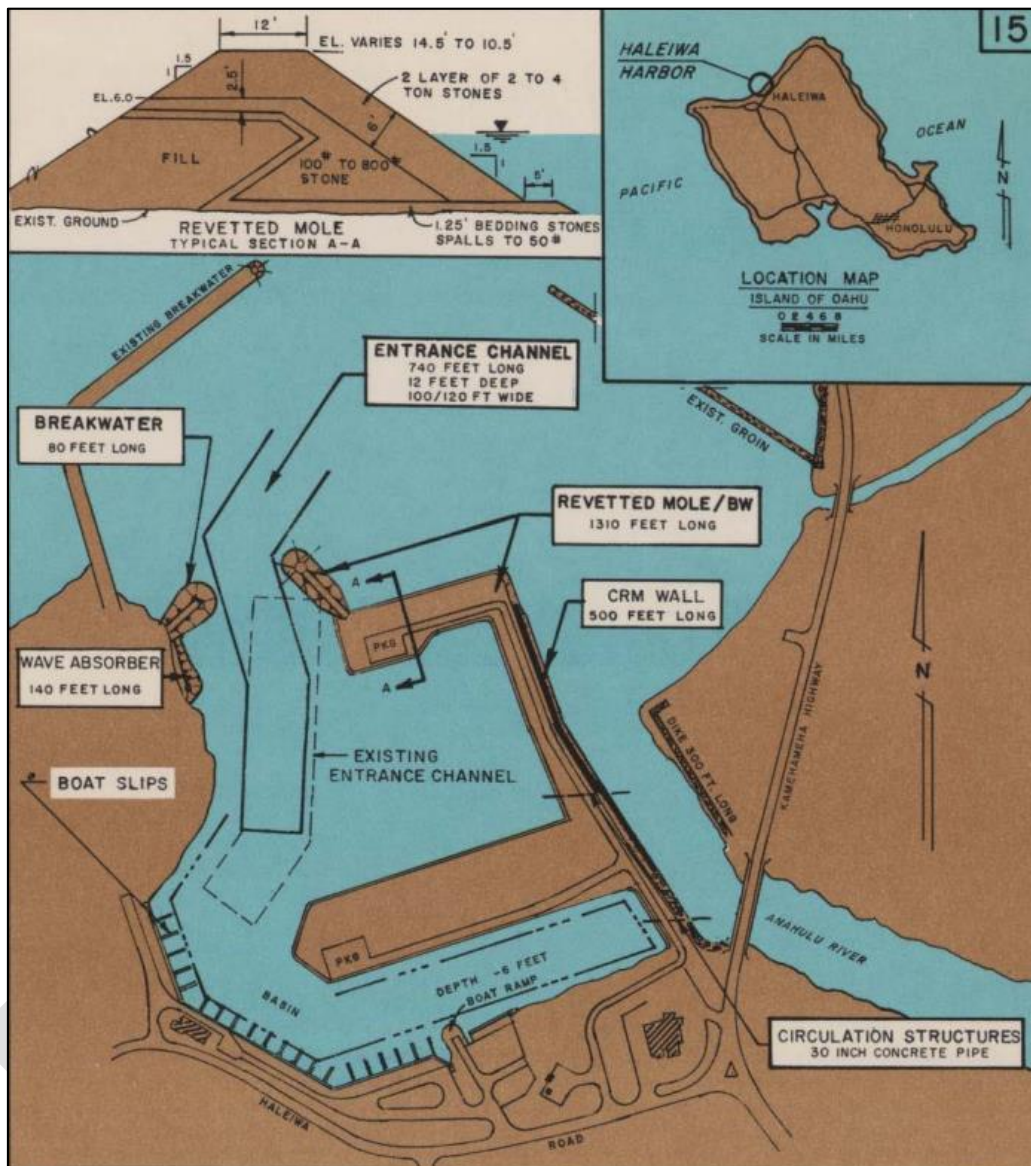 12'
EL. VARIES 14.5' TO 10.5'
1.5
1
2.5'
2 LAYER OF 2 TO 4
TON STONES
EL.6.0
6'
FILL
100# TO 800#
STONE
1.5
1
5'
EXIST. GROUND
REVETTED MOLE
TYPICAL SECTION A-A
1.25' BEDDING STONES
SPALLS TO 50#
15
HALEIWA
HARBOR
HALEIWA
OCEAN
PACIFIC
N
HONOLULU
LOCATION MAP
ISLAND OF OAHU
0 2 4 6 8
SCALE IN MILES
EXISTING BREAKWATER
ENTRANCE CHANNEL
740 FEET LONG
12 FEET DEEP
100/120 FT WIDE
BREAKWATER
80 FEET LONG
EXIST. GROIN
REVETTED MOLE/BW
1310 FEET LONG
A
CRM WALL
500 FEET LONG
PKG
A
WAVE ABSORBER
140 FEET LONG
KAMEHAMEHA HIGHWAY
N
DIKE 300 FT. LONG
EXISTING
ENTRANCE CHANNEL
BOAT SLIPS
ANAHULU RIVER
PKG
DEPTH -6 FEET
BOAT RAMP
BASIN
CIRCULATION STRUCTURES
30 INCH CONCRETE PIPE
HALEIWA
ROAD